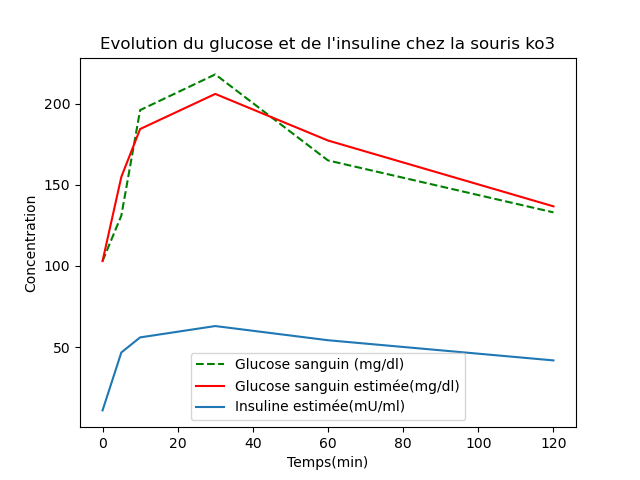 Evolution du glucose et de l'insuline chez la souris ko3
Concentration
200
150
100
50
Glucose sanguin (mg/dl)
Glucose sanguin estimée(mg/dl)
Insuline estimée(mU/ml)
0 20 40 60 80 100 120
Temps(min)